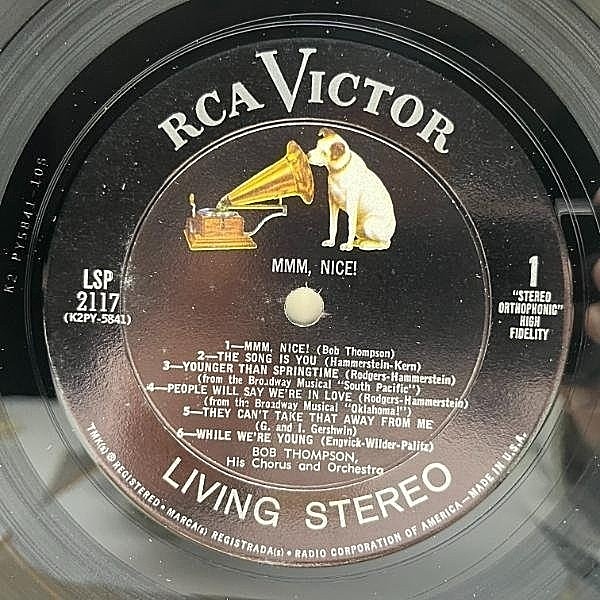 RCA VICTOR
MMM, NICE!
LSP
2117
(K2PY-5841)
1
"STEREO
ORTHOPHONIC"
HIGH
FIDELITY
1—MMM, NICE! (Bob Thompson)
2—THE SONG IS YOU (Hammerstein-Kern)
3—YOUNGER THAN SPRINGTIME (Rodgers-Hammerstein)
(from the Broadway Musical "South Pacific")
4—PEOPLE WILL SAY WE'RE IN LOVE (Rodgers-Hammerstein)
(from the Broadway Musical "Oklahoma!")
5—THEY CAN'T TAKE THAT AWAY FROM ME
(G. and I. Gershwin)
6—WHILE WE'RE YOUNG (Engvick-Wilder-Palitz)
BOB THOMPSON,
His Chorus and Orchestra
LIVING STEREO
TMK(s) ® REGISTERED • MARCA(s) REGISTRADA(s) • RADIO CORPORATION OF AMERICA—MADE IN U.S.A.
K2 PY5841 10S